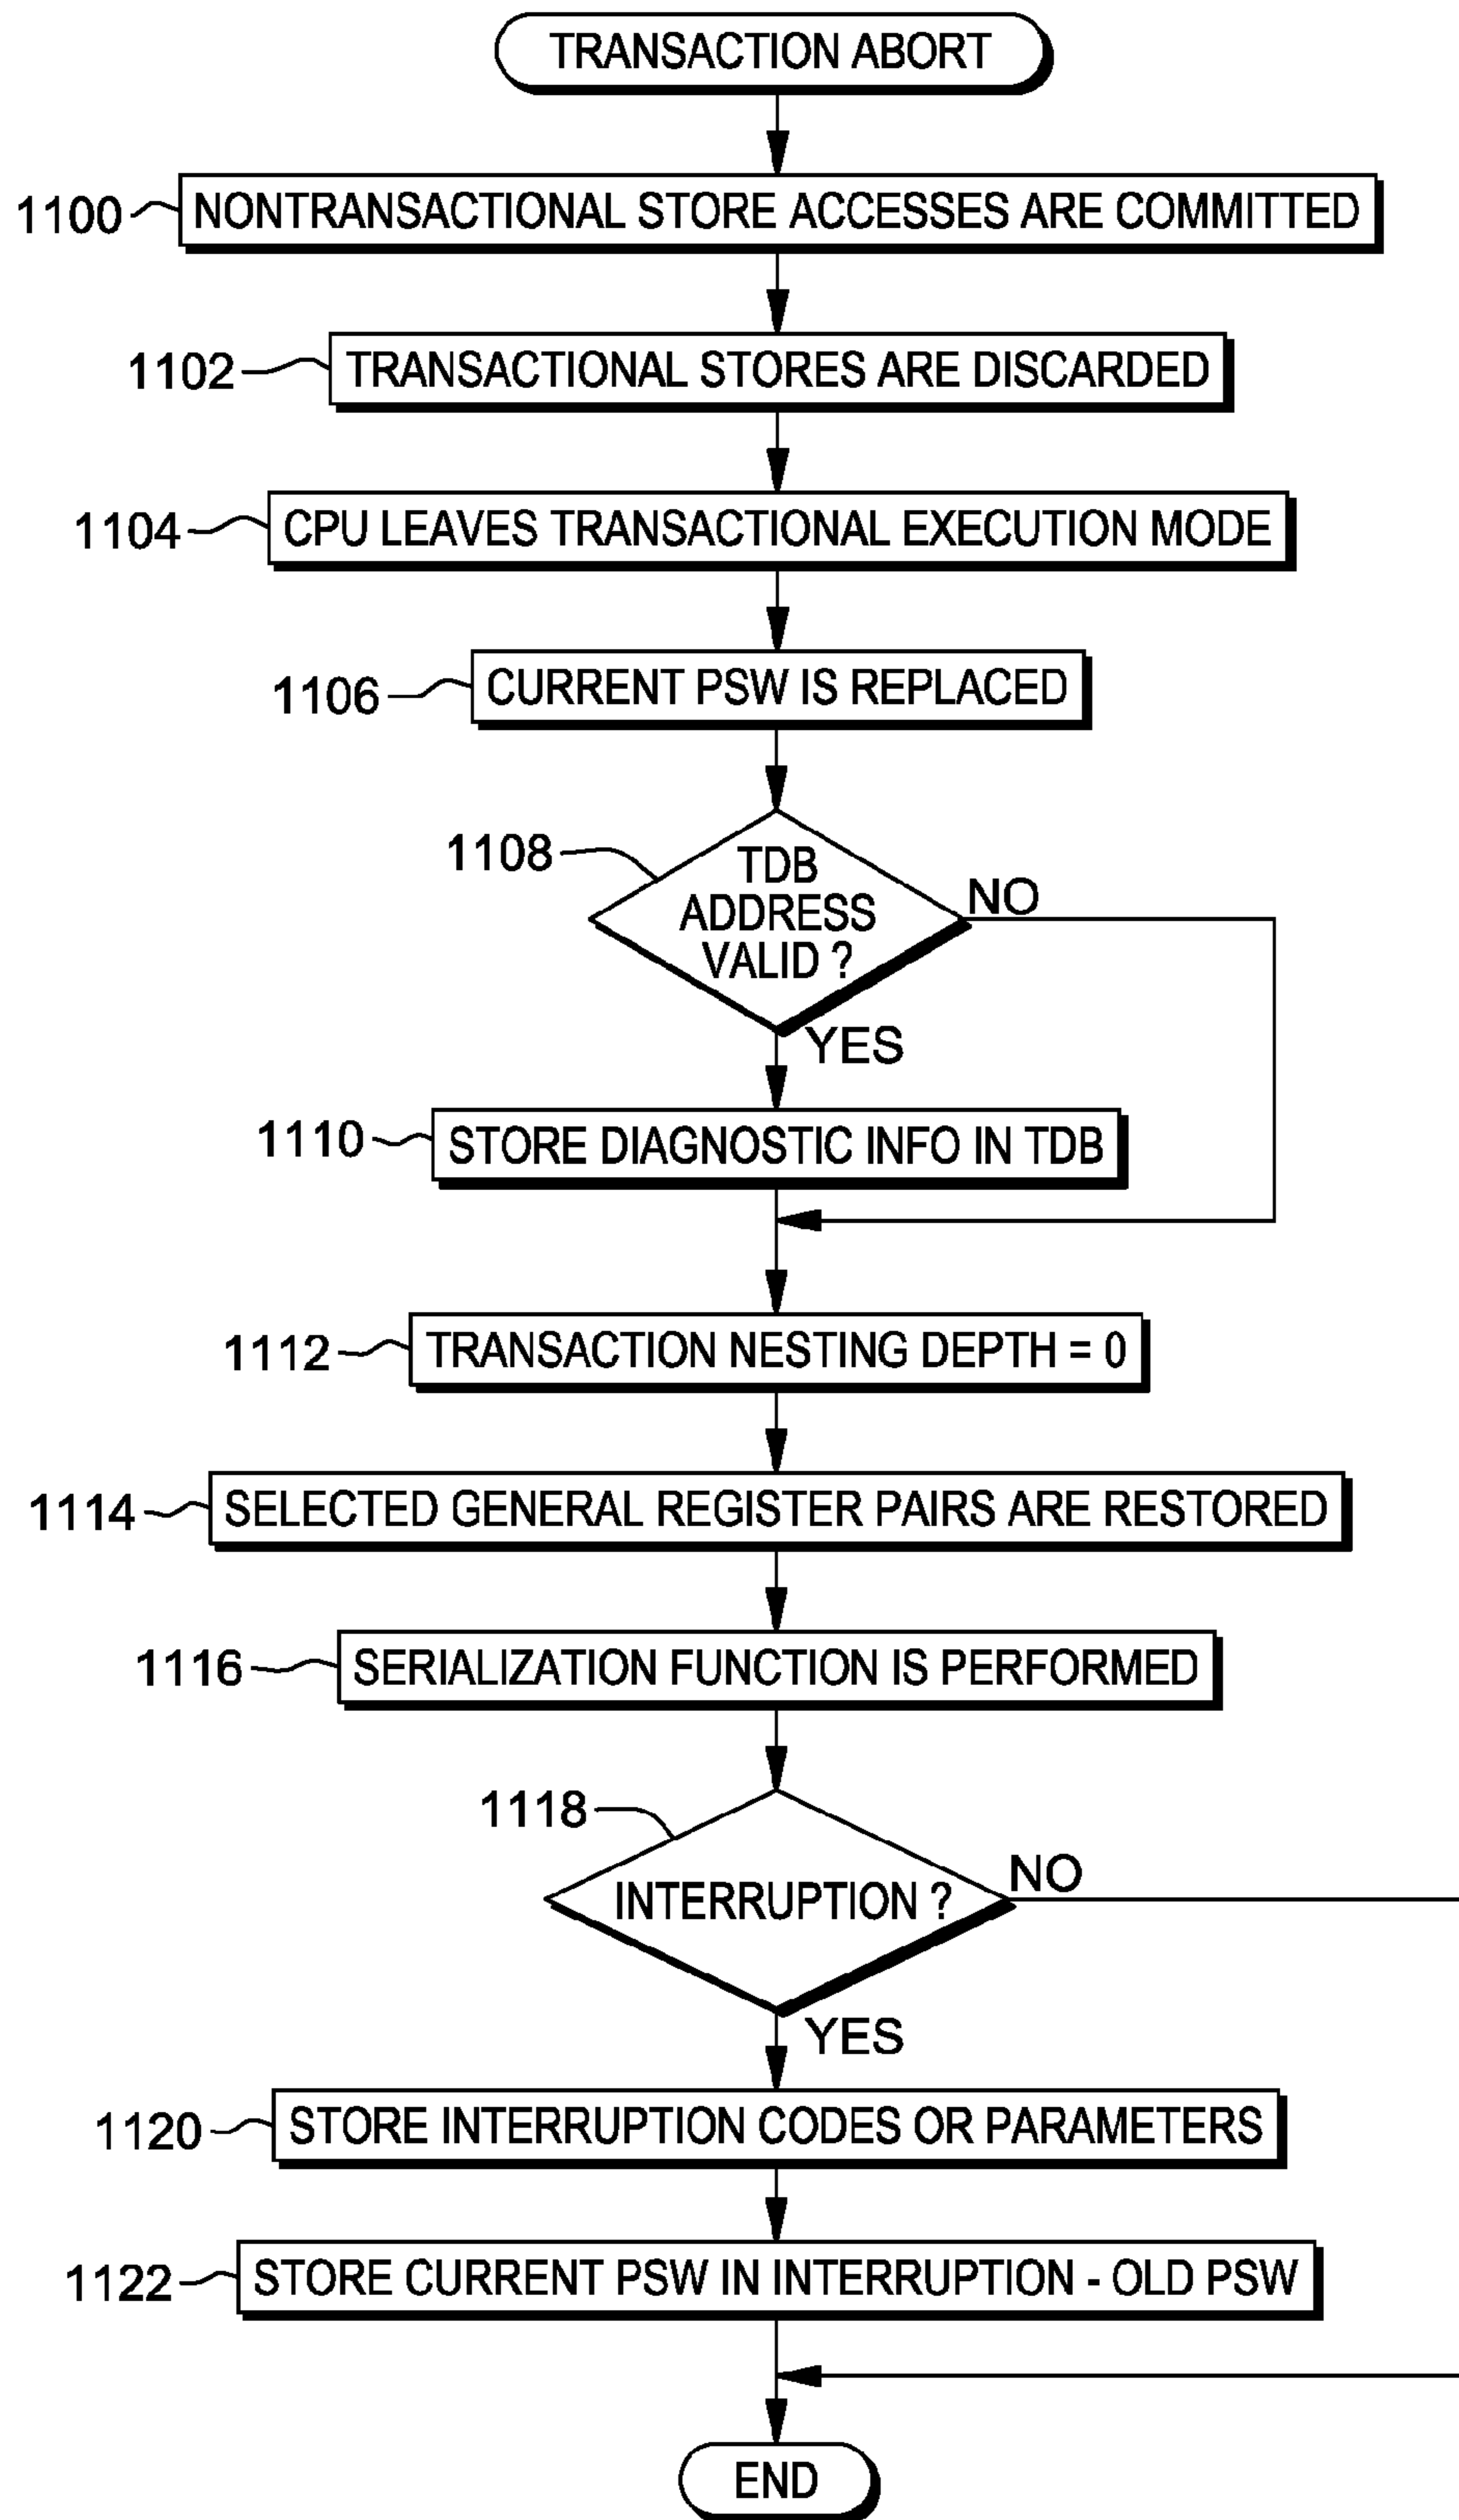 TRANSACTION ABORT
1100
NONTRANSACTIONAL STORE ACCESSES ARE COMMITTED
1102
TRANSACTIONAL STORES ARE DISCARDED
1104
CPU LEAVES TRANSACTIONAL EXECUTION MODE
1106
CURRENT PSW IS REPLACED
1108
TDB
ADDRESS
VALID ?
NO
YES
1110
STORE DIAGNOSTIC INFO IN TDB
1112
TRANSACTION NESTING DEPTH = 0
1114
SELECTED GENERAL REGISTER PAIRS ARE RESTORED
1116
SERIALIZATION FUNCTION IS PERFORMED
1118
INTERRUPTION ?
NO
YES
1120
STORE INTERRUPTION CODES OR PARAMETERS
1122
STORE CURRENT PSW IN INTERRUPTION - OLD PSW
END